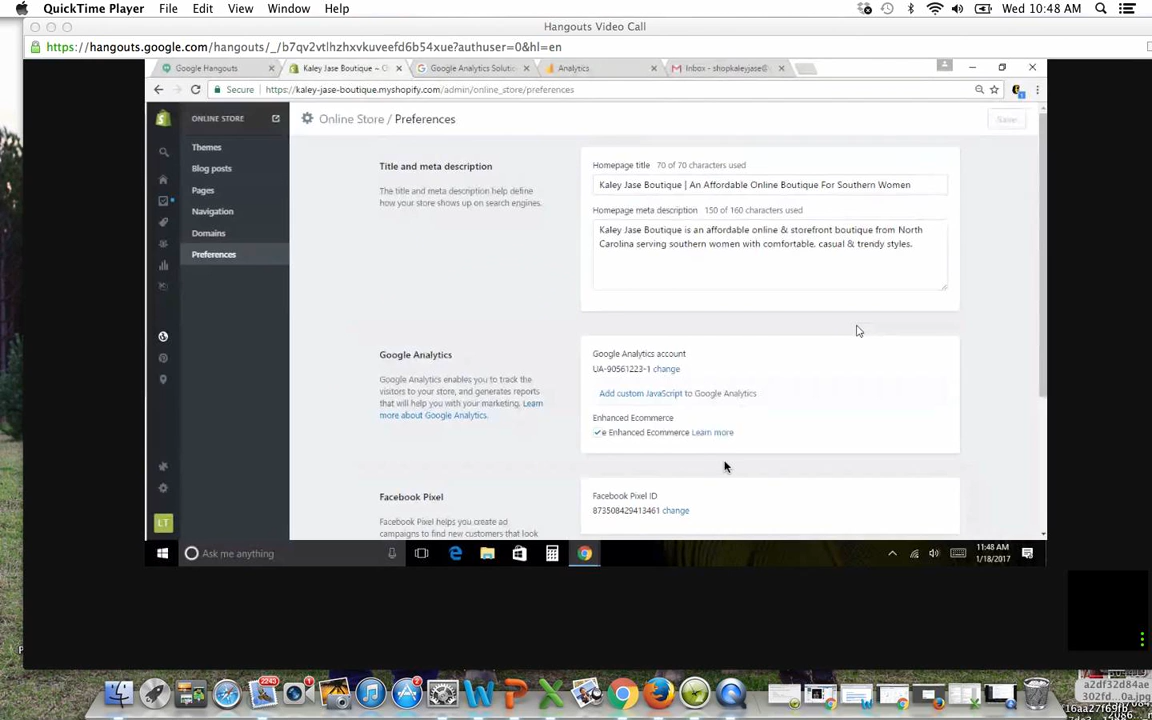 QuickTime Player File Edit View Window Help Wed 10:48 AM
Hangouts Video Call
https://hangouts.google.com/hangouts/_/b7qv2vtlhzhxvkuveefd6b54xue?authuser=0&hl=en
Google Hangouts Kaley Jase Boutique ~ O Google Analytics Soluti Analytics Inbox - shopkaleyjase@
Secure https://kaley-jase-boutique.myshopify.com/admin/online_store/preferences
ONLINE STORE
Online Store / Preferences
Save
Themes
Blog posts
Pages
Navigation
Domains
Preferences
Title and meta description
The title and meta description help define
how your store shows up on search engines.
Homepage title 70 of 70 characters used
Kaley Jase Boutique | An Affordable Online Boutique For Southern Women
Homepage meta description 150 of 160 characters used
Kaley Jase Boutique is an affordable online & storefront boutique from North
Carolina serving southern women with comfortable, casual & trendy styles.
Google Analytics
Google Analytics enables you to track the
visitors to your store, and generates reports
that will help you with your marketing. Learn
more about Google Analytics.
Google Analytics account
UA-90561223-1 change
Add custom JavaScript to Google Analytics
Enhanced Ecommerce
e Enhanced Ecommerce Learn more
Facebook Pixel
Facebook Pixel helps you create ad
campaigns to find new customers that look
Facebook Pixel ID
873508429413461 change
LT
Ask me anything
11:48 AM
1/18/2017
2243
1
2
a2df32d84ae
302fd...0a.jpg